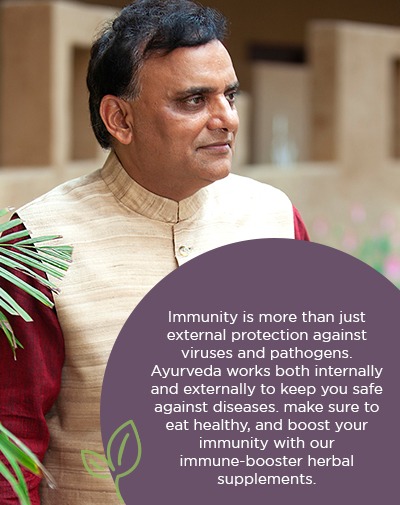 Immunity is more than just
external protection against
viruses and pathogens.
Ayurveda works both internally
and externally to keep you safe
against diseases. make sure to
eat healthy, and boost your
immunity with our
immune-booster herbal
supplements.